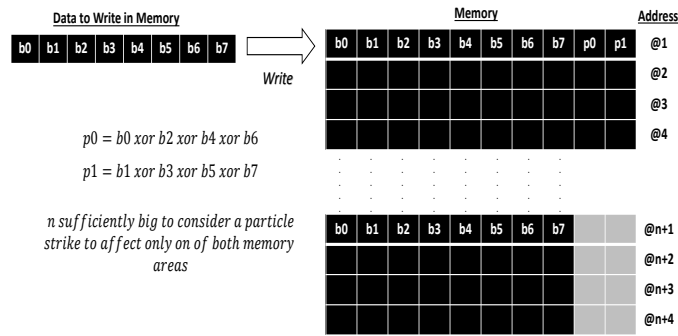 Data to Write in Memory
b0 b1 b2 b3 b4 b5 b6 b7
Write
p0 = b0 xor b2 xor b4 xor b6
p1 = b1 xor b3 xor b5 xor b7
n sufficiently big to consider a particle
strike to affect only on of both memory
areas
Memory Address
b0 b1 b2 b3 b4 b5 b6 b7 p0 p1 @1
@2
@3
@4
b0 b1 b2 b3 b4 b5 b6 b7 @n+1
@n+2
@n+3
@n+4